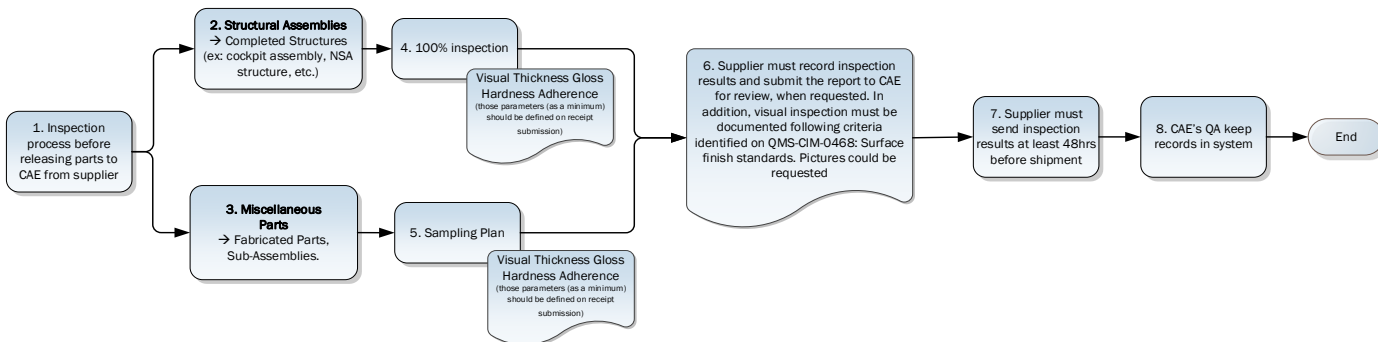 1. Inspection
process before
releasing parts to
CAE from supplier
2. Structural Assemblies
→ Completed Structures
(ex: cockpit assembly, NSA
structure, etc.)
3. Miscellaneous
Parts
→ Fabricated Parts,
Sub-Assemblies.
4. 100% inspection
Visual Thickness Gloss
Hardness Adherence
(those parameters (as a minimum)
should be defined on receipt
submission)
5. Sampling Plan
Visual Thickness Gloss
Hardness Adherence
(those parameters (as a minimum)
should be defined on receipt
submission)
6. Supplier must record inspection
results and submit the report to CAE
for review, when requested. In
addition, visual inspection must be
documented following criteria
identified on QMS-CIM-0468: Surface
finish standards. Pictures could be
requested
7. Supplier must
send inspection
results at least 48hrs
before shipment
8. CAE's QA keep
records in system
End